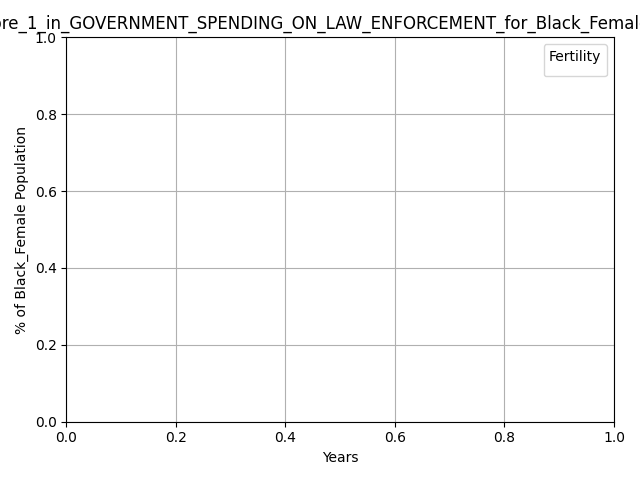 ore_1_in_GOVERNMENT_SPENDING_ON_LAW_ENFORCEMENT_for_Black_Femal
Fertility
1.0
0.8
0.6
0.4
0.2
0.0
% of Black_Female Population
0.0 0.2 0.4 0.6 0.8 1.0
Years